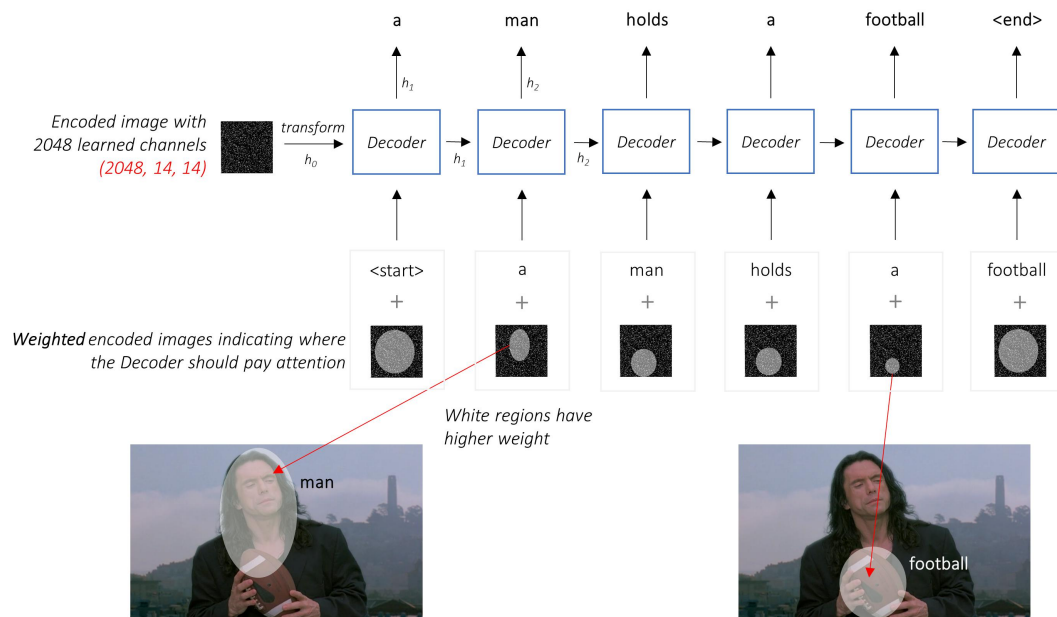 a man holds a football <end>
h1 h2
Encoded image with
2048 learned channels
(2048, 14, 14)
transform
h0
Decoder Decoder Decoder Decoder Decoder Decoder
h1 h2
<start> a man holds a football
+ + + + + +
Weighted encoded images indicating where
the Decoder should pay attention
White regions have
higher weight
man
football